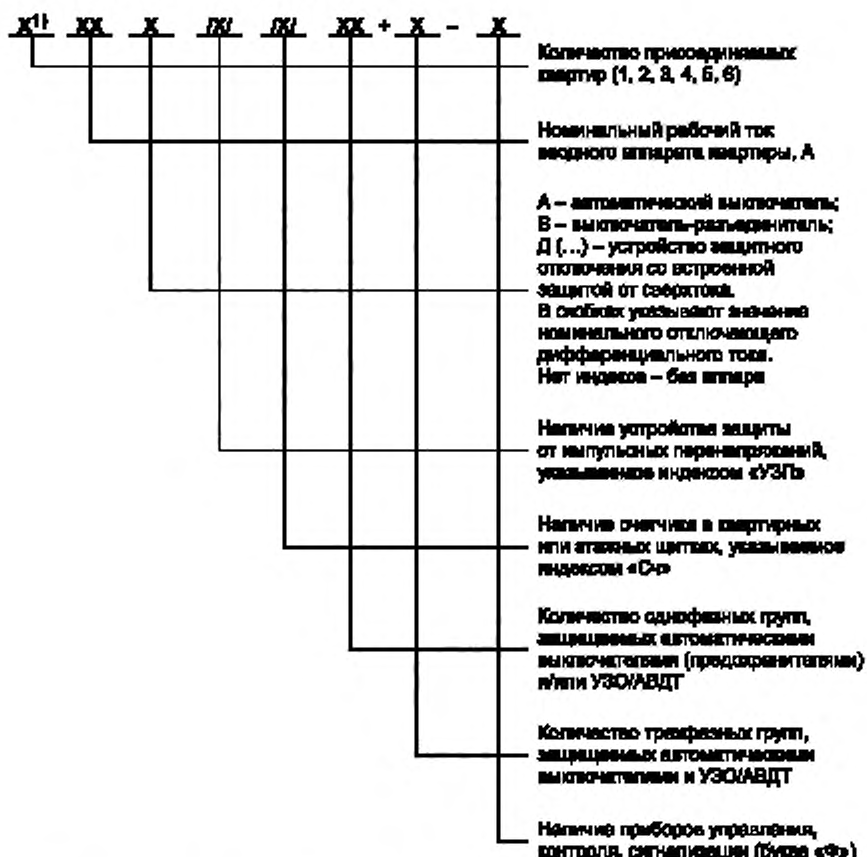 X¹⁾ XX X /X/ /X/ XX + X – X
Количество присоединяемых
квартир (1, 2, 3, 4, 5, 6)
Номинальный рабочий ток
вводного аппарата квартиры, А
А – автоматический выключатель;
В – выключатель-разъединитель;
Д (...) – устройство защитного
отключения со встроенной
защитой от сверхтока.
В скобках указывают значение
номинального отключающего
дифференциального тока.
Нет индекса – без аппара
Наличие устройства защиты
от импульсных перенапряжений,
указываемое индексом «УЗП»
Наличие счетчика в квартирных
или этажных щитках, указываемое
индексом «Сч»
Количество однофазных групп,
защищаемых автоматическими
выключателями (предохранителями)
и/или УЗО/АВДТ
Количество трехфазных групп,
защищаемых автоматическими
выключателями и УЗО/АВДТ
Наличие приборов управления,
контроля, сигнализации (буква «Ф»)